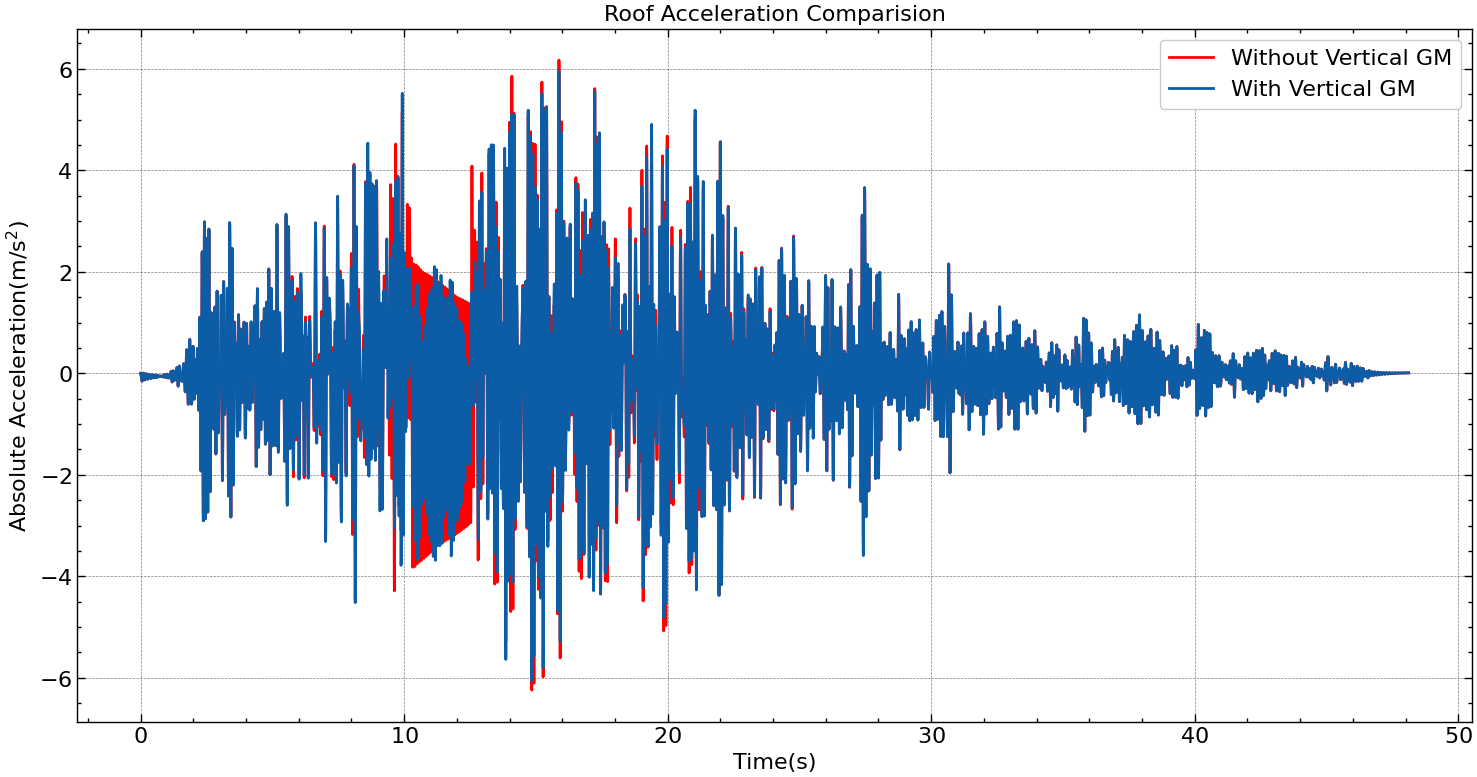 Roof Acceleration Comparision
Without Vertical GM
With Vertical GM
Absolute Acceleration(m/s²)
6
4
2
0
−2
−4
−6
0 10 20 30 40 50
Time(s)